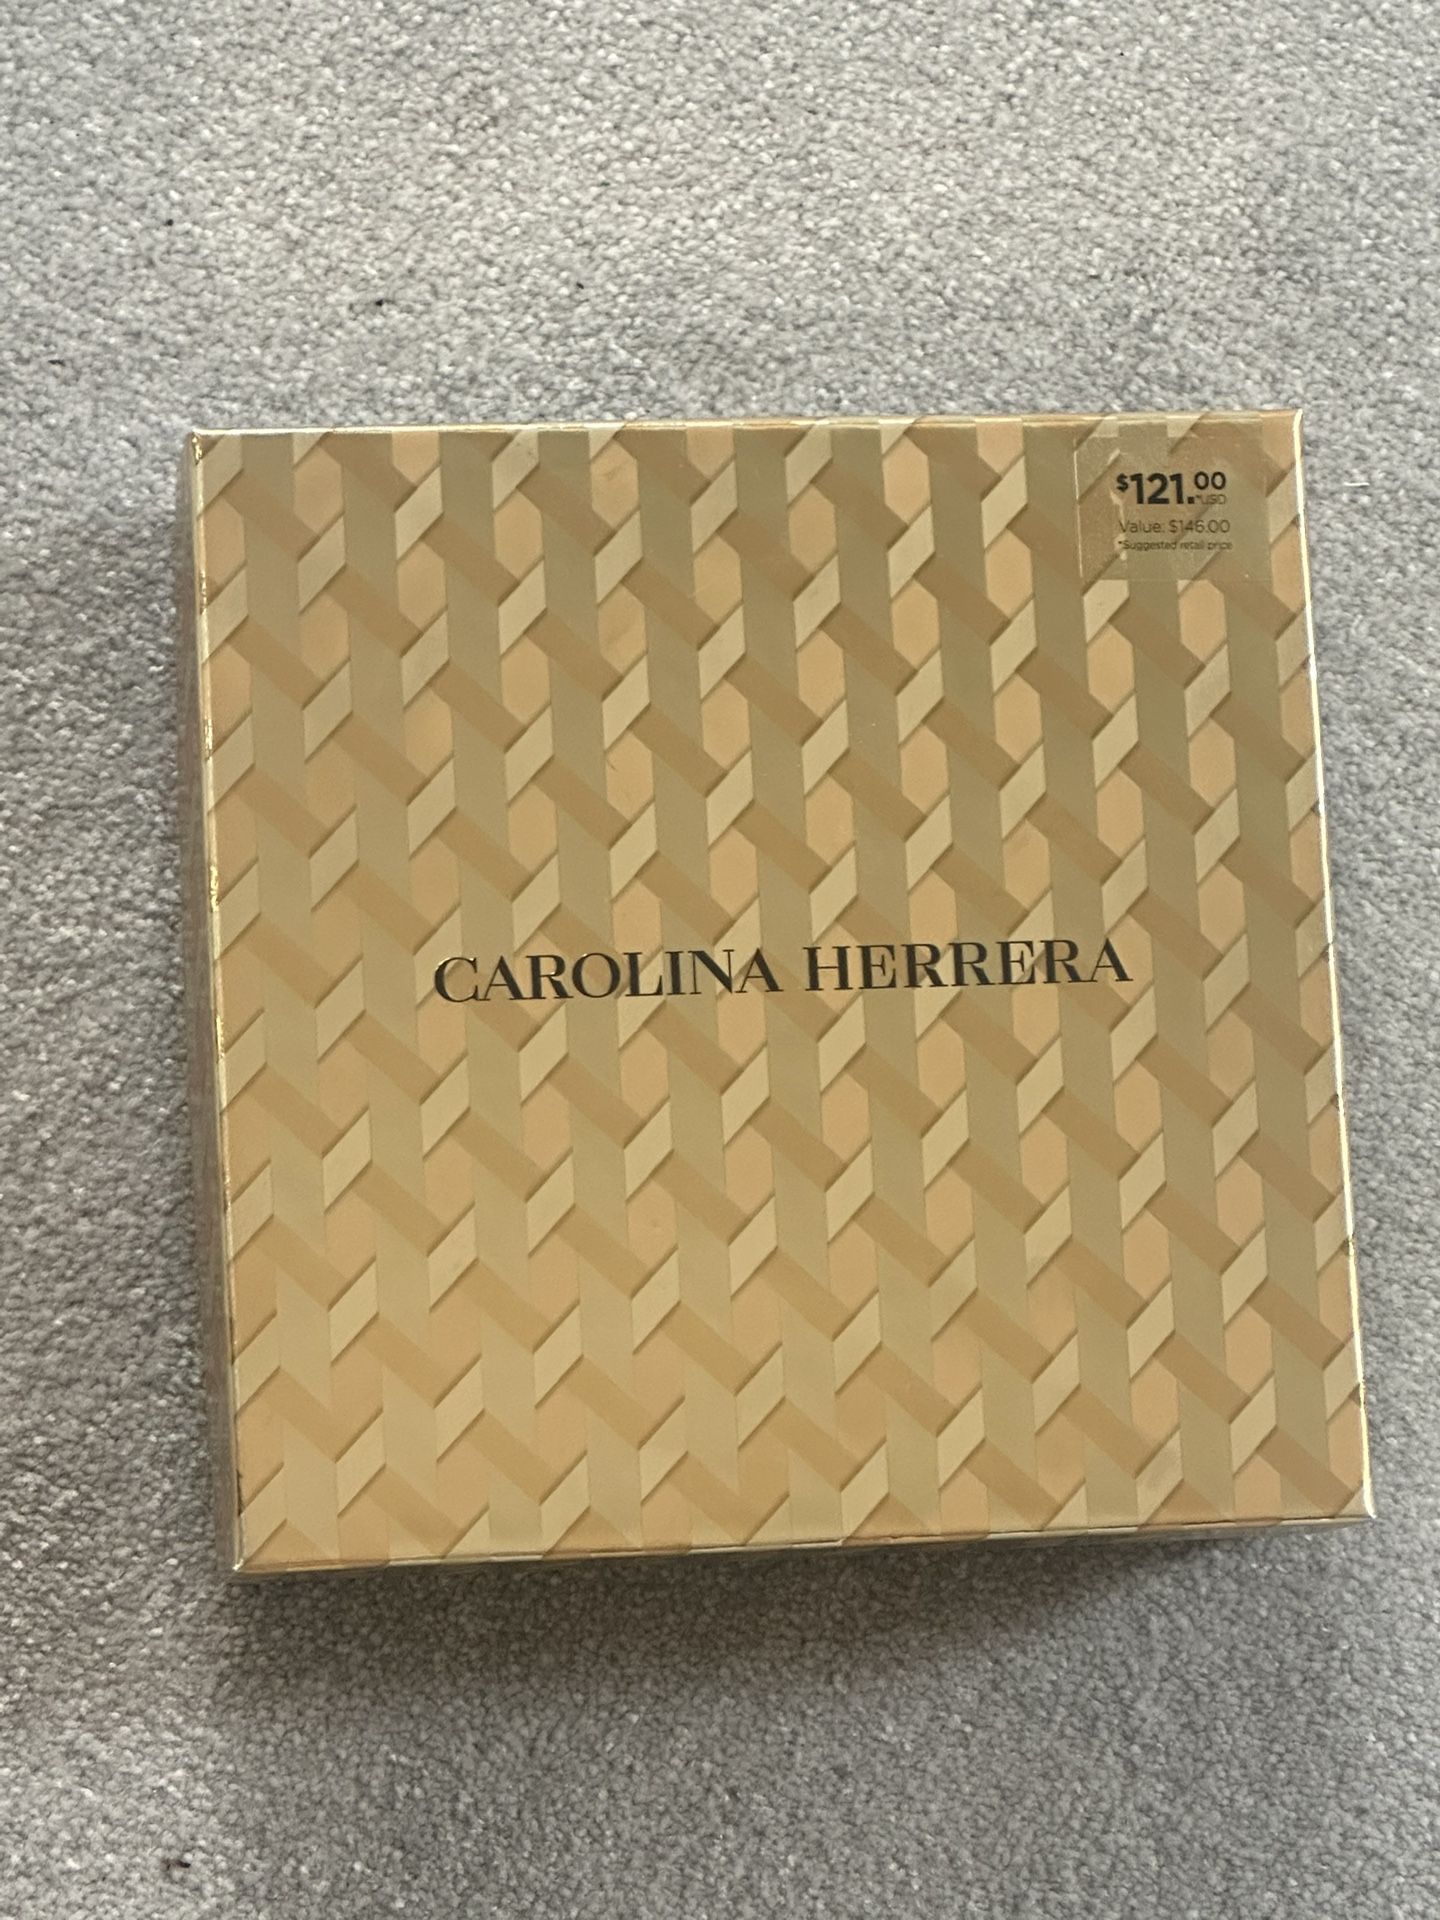 $121.00
*USD
Value: $146.00
*Suggested retail price
CAROLINA HERRERA